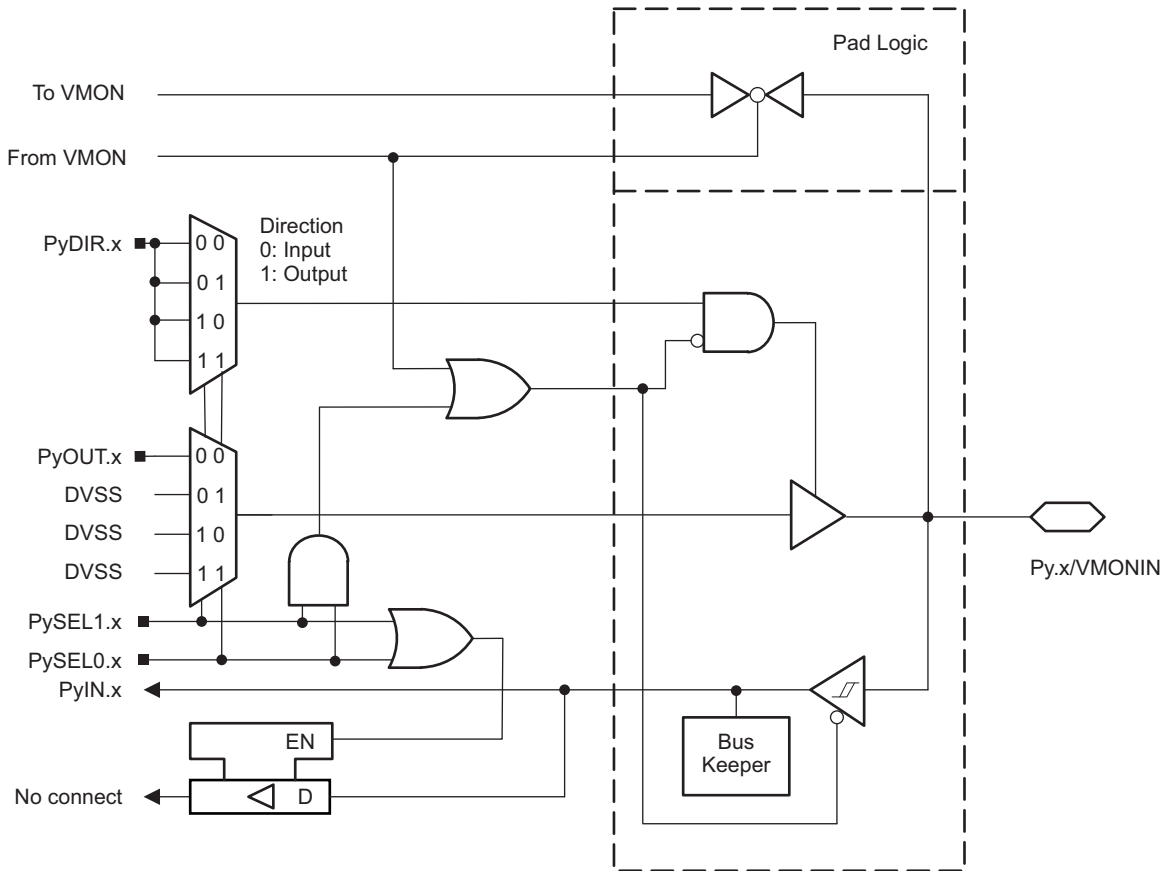 Pad Logic
To VMON
From VMON
PyDIR.x
0 0
0 1
1 0
1 1
Direction
0: Input
1: Output
PyOUT.x
DVSS
DVSS
DVSS
0 0
0 1
1 0
1 1
Py.x/VMONIN
PySEL1.x
PySEL0.x
PyIN.x
EN
D
No connect
Bus
Keeper